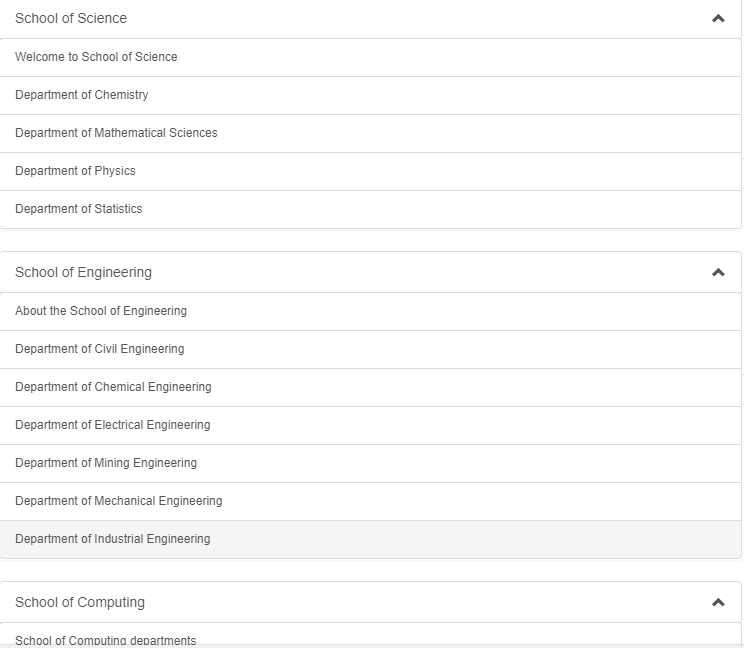 School of Science
Welcome to School of Science
Department of Chemistry
Department of Mathematical Sciences
Department of Physics
Department of Statistics
School of Engineering
About the School of Engineering
Department of Civil Engineering
Department of Chemical Engineering
Department of Electrical Engineering
Department of Mining Engineering
Department of Mechanical Engineering
Department of Industrial Engineering
School of Computing
School of Computing departments